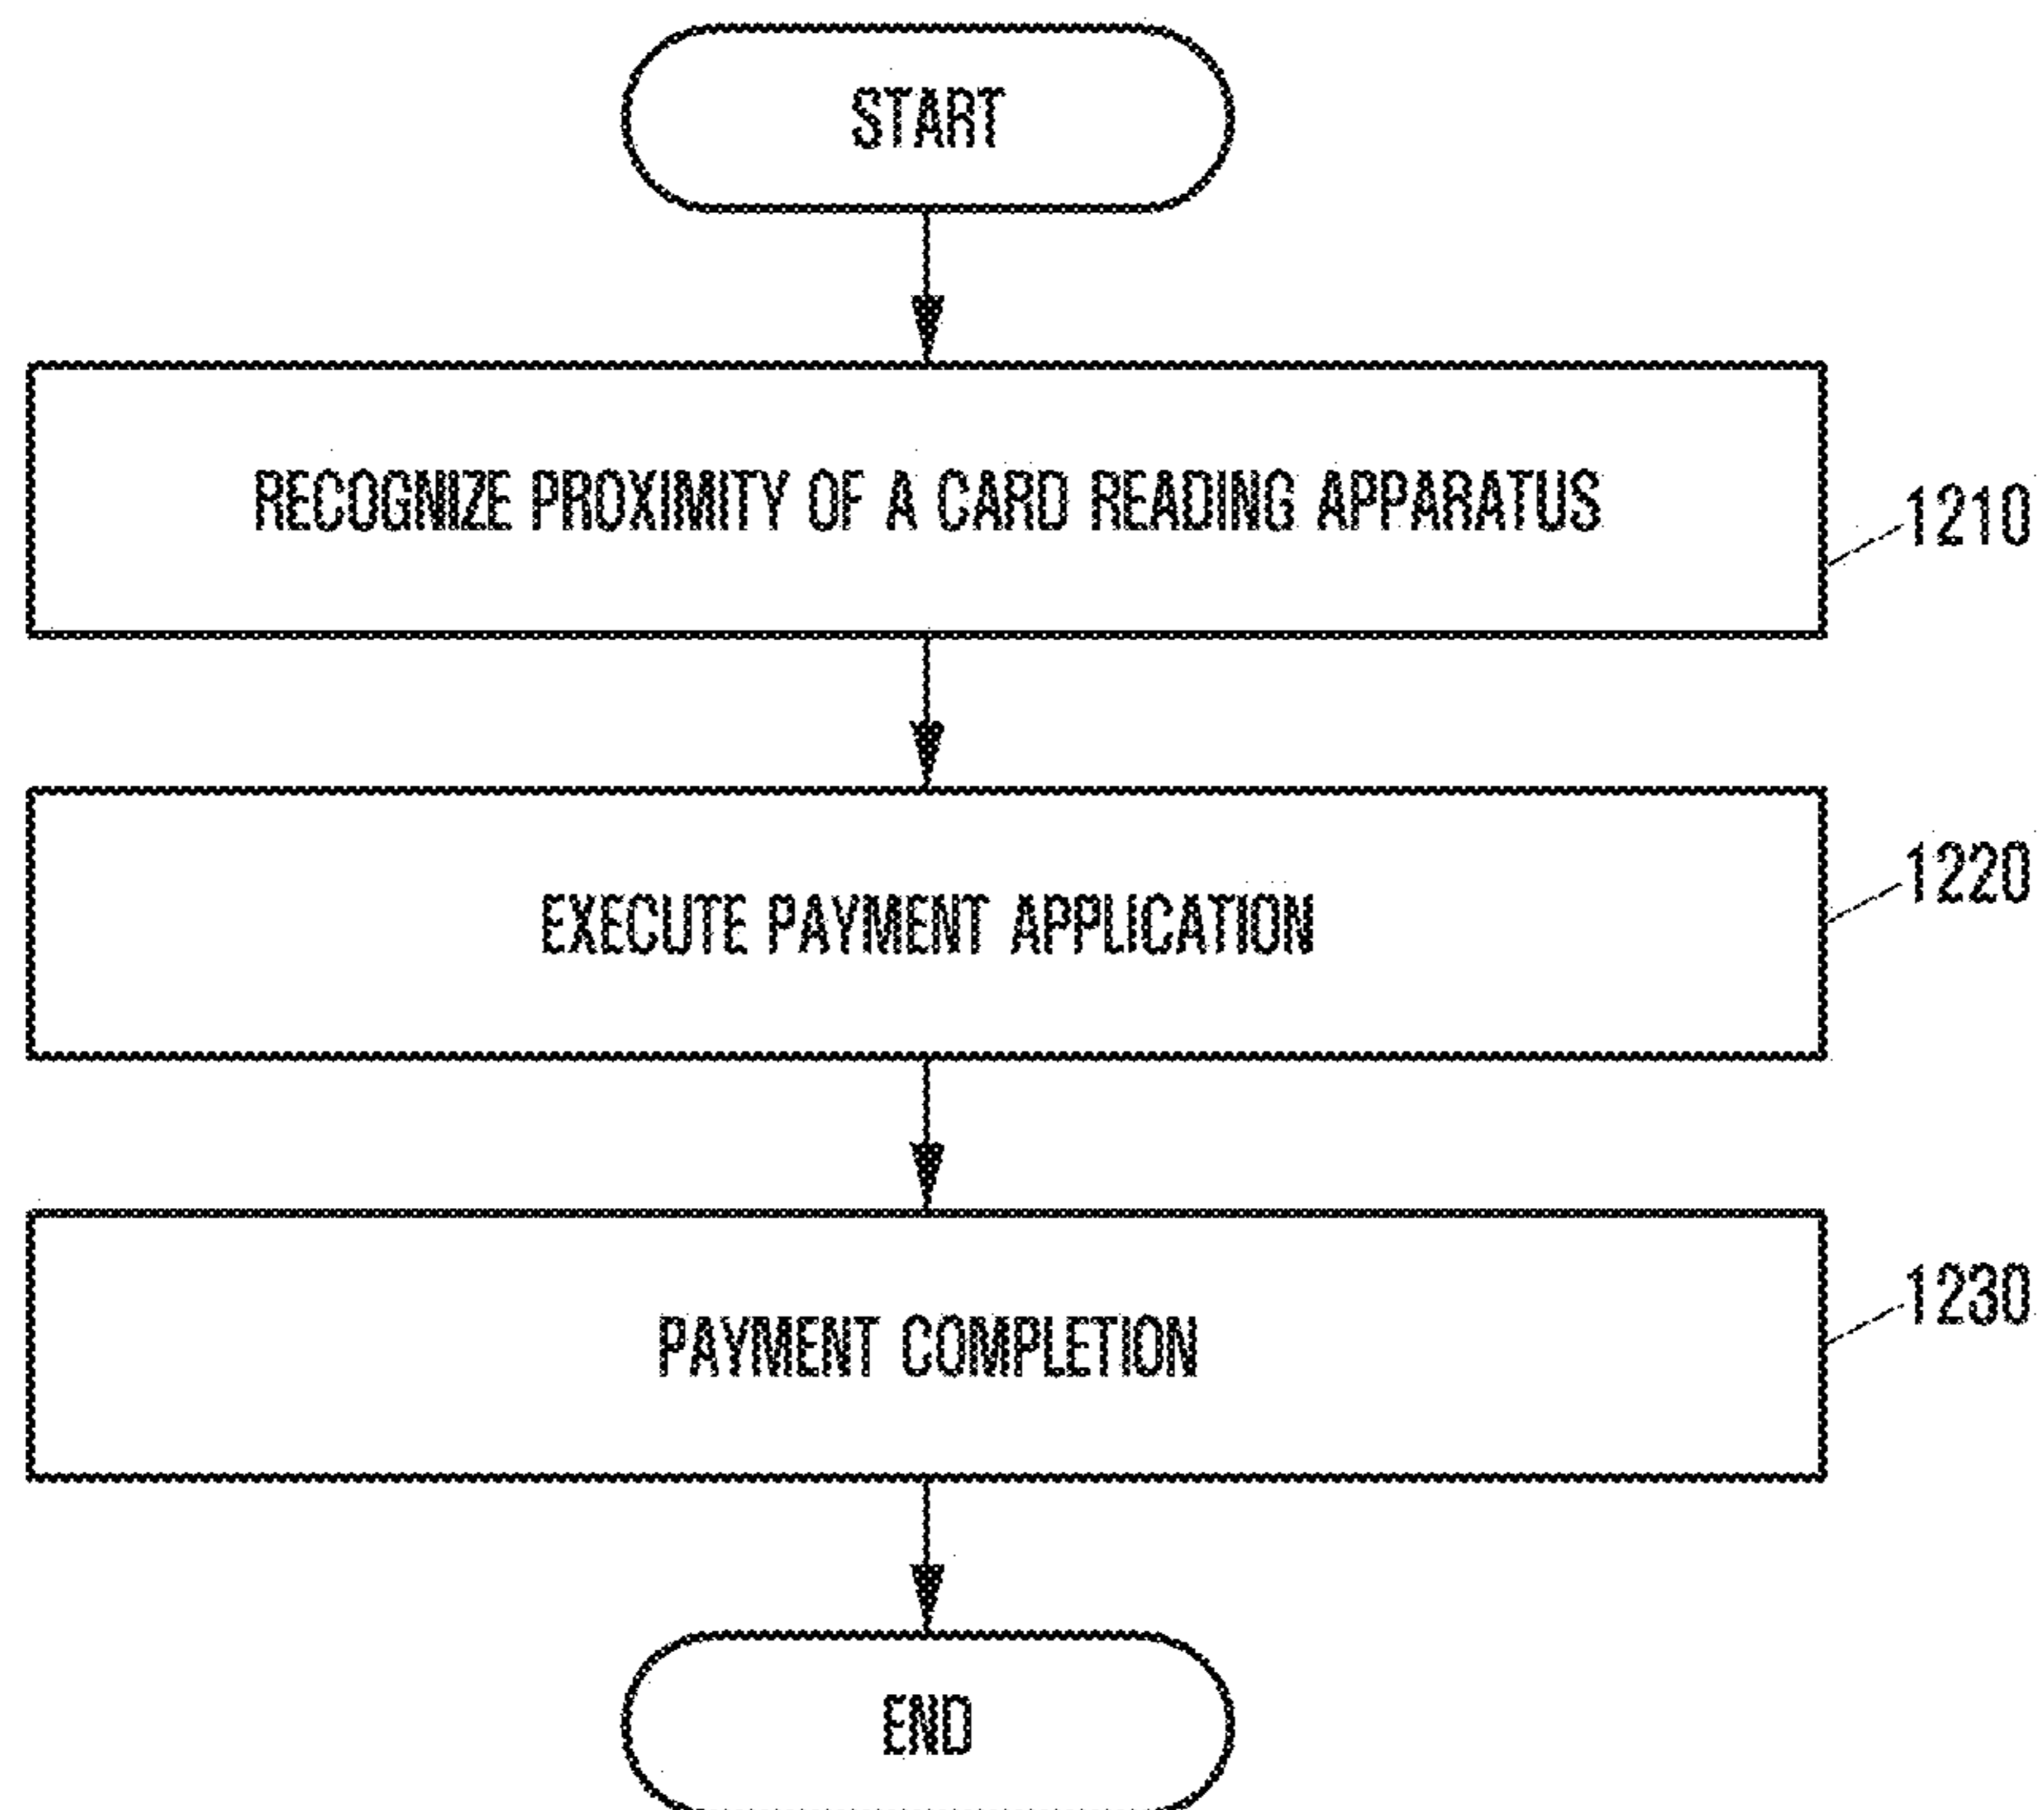 START
RECOGNIZE PROXIMITY OF A CARD READING APPARATUS
1210
EXECUTE PAYMENT APPLICATION
1220
PAYMENT COMPLETION
1230
END